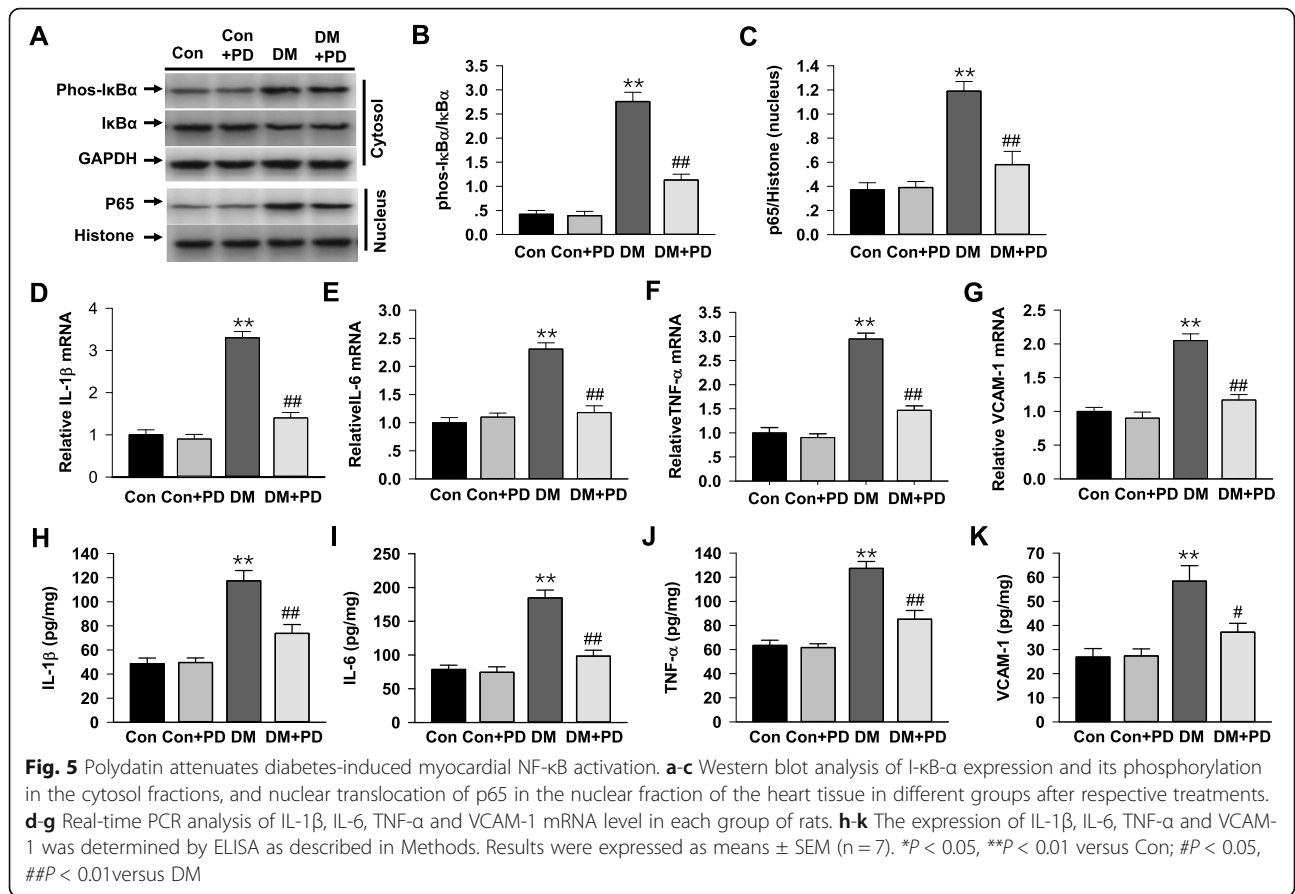 A
Con
Con
+PD
DM
DM
+PD
Phos-IκBα
IκBα
GAPDH
Cytosol
P65
Histone
Nucleus
B
phos-IκBα/IκBα
3.5
3.0
2.5
2.0
1.5
1.0
.5
0.0
**
##
Con Con+PD DM DM+PD
C
p65/Histone (nucleus)
1.4
1.2
1.0
.8
.6
.4
.2
0.0
**
##
Con Con+PD DM DM+PD
D
Relative IL-1β mRNA
4
3
2
1
0
**
##
Con Con+PD DM DM+PD
E
RelativeIL-6 mRNA
3.0
2.5
2.0
1.5
1.0
.5
0.0
**
##
Con Con+PD DM DM+PD
F
RelativeTNF-α mRNA
3.5
3.0
2.5
2.0
1.5
1.0
.5
0.0
**
##
Con Con+PD DM DM+PD
G
Relative VCAM-1 mRNA
2.5
2.0
1.5
1.0
.5
0.0
**
##
Con Con+PD DM DM+PD
H
IL-1β (pg/mg)
140
120
100
80
60
40
20
0
**
##
Con Con+PD DM DM+PD
I
IL-6 (pg/mg)
250
200
150
100
50
0
**
##
Con Con+PD DM DM+PD
J
TNF-α (pg/mg)
140
120
100
80
60
40
20
0
**
##
Con Con+PD DM DM+PD
K
VCAM-1 (pg/mg)
70
60
50
40
30
20
10
0
**
#
Con Con+PD DM DM+PD
Fig. 5 Polydatin attenuates diabetes-induced myocardial NF-κB activation. a-c Western blot analysis of I-κB-α expression and its phosphorylation
in the cytosol fractions, and nuclear translocation of p65 in the nuclear fraction of the heart tissue in different groups after respective treatments.
d-g Real-time PCR analysis of IL-1β, IL-6, TNF-α and VCAM-1 mRNA level in each group of rats. h-k The expression of IL-1β, IL-6, TNF-α and VCAM-
1 was determined by ELISA as described in Methods. Results were expressed as means ± SEM (n = 7). *P < 0.05, **P < 0.01 versus Con; #P < 0.05,
##P < 0.01versus DM